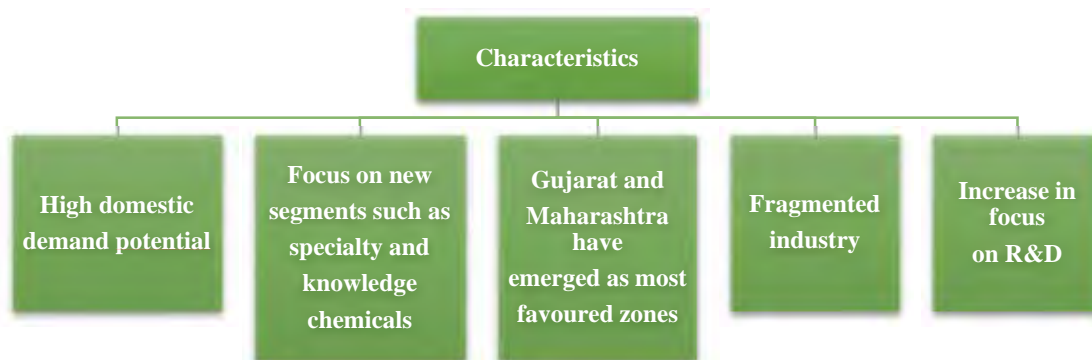 Characteristics
High domestic
demand potential
Focus on new
segments such as
specialty and
knowledge
chemicals
Gujarat and
Maharashtra
have
emerged as most
favoured zones
Fragmented
industry
Increase in
focus
on R&D